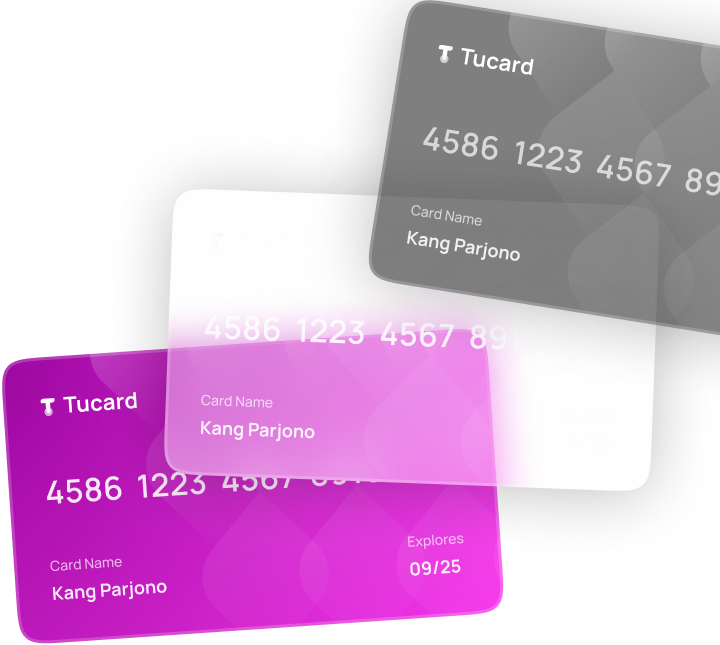 Tucard
4586 1223 4567 89
Card Name
Kang Parjono
4586 1223 4567 89
Card Name
Kang Parjono
Tucard
4586 1223 4567
Card Name
Kang Parjono
Explores
09/25